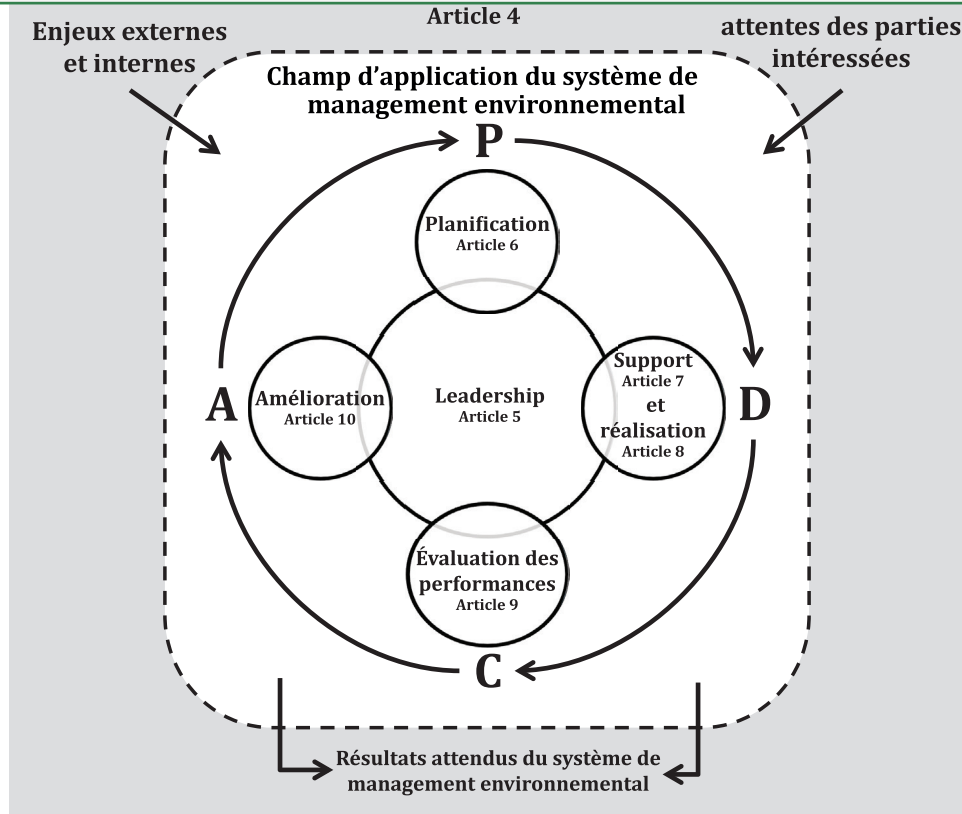 Article 4
Enjeux externes
et internes
attentes des parties
intéressées
Champ d’application du système de
management environnemental
P
Planification
Article 6
A
Amélioration
Article 10
Leadership
Article 5
Support
Article 7
et
réalisation
Article 8
D
Évaluation des
performances
Article 9
C
Résultats attendus du système de
management environnemental